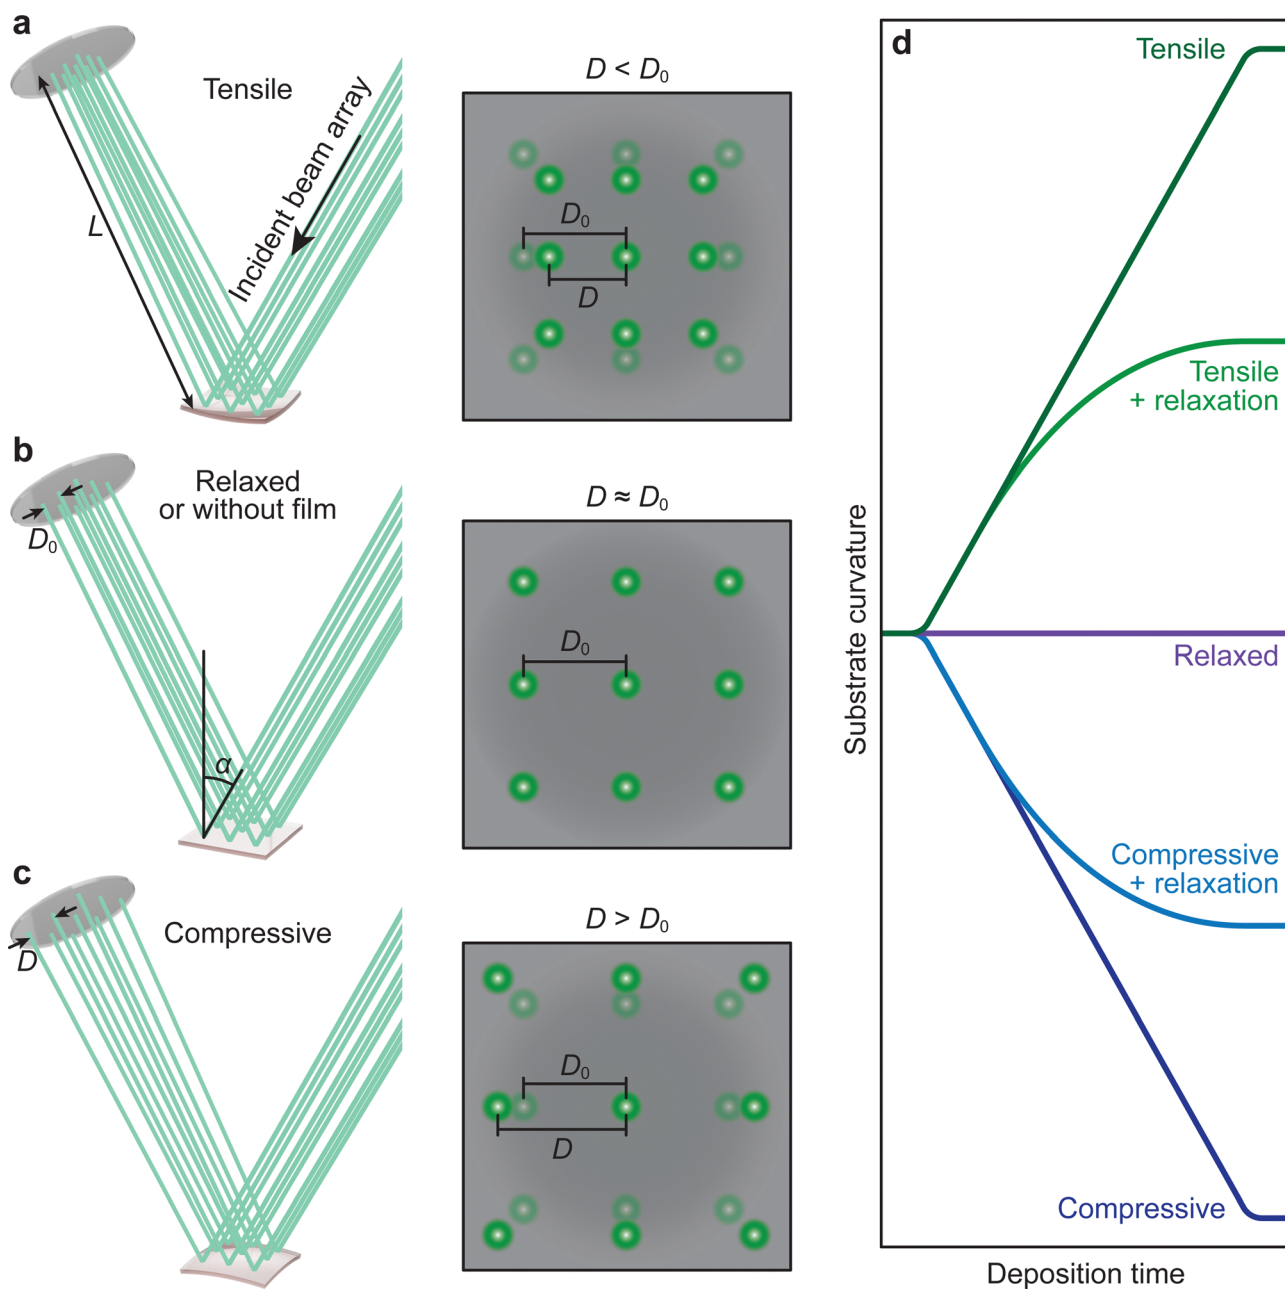 a
Tensile
Incident beam array
L
D < D₀
D₀
D
b
Relaxed
or without film
D₀
α
D ≈ D₀
D₀
c
Compressive
D
D > D₀
D₀
D
d
Tensile
Tensile
+ relaxation
Relaxed
Compressive
+ relaxation
Compressive
Substrate curvature
Deposition time